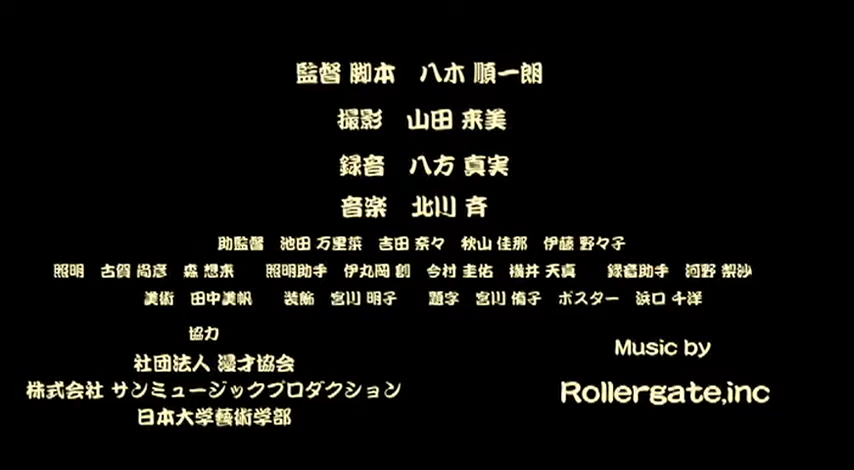 監督 脚本　八木 順一朗
撮影　山田 来美
録音　八方 真実
音楽　北川 斉
助監督　池田 万里菜　吉田 奈々　秋山 佳那　伊藤 野々子
照明　古賀 尚彦　森 想来　照明助手　伊丸岡 創　今村 圭佑　横井 天貞　録音助手　河野 梨沙
美術　田中美帆　装飾　宮川 明子　題字　宮川 侑子　ポスター　浜口 千洋
協力
社団法人 漫才協会
株式会社 サンミュージックプロダクション
日本大学藝術学部
Music by
Rollergate,inc